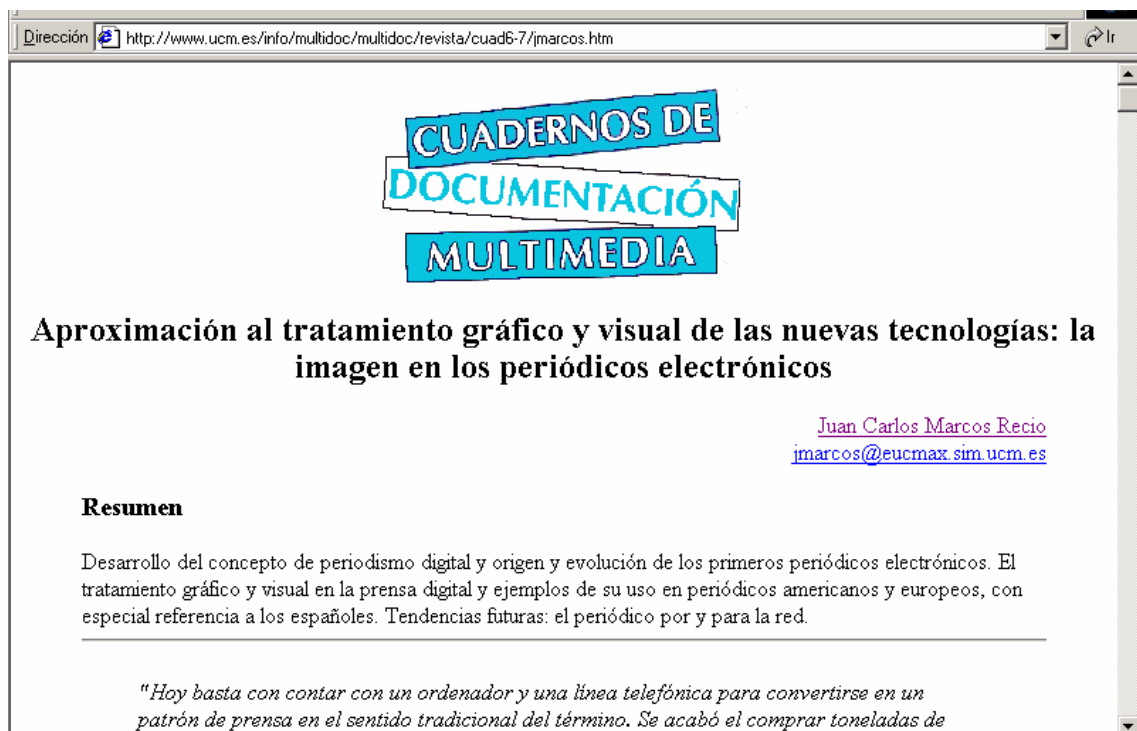 Dirección http://www.ucm.es/info/multidoc/multidoc/revista/cuad6-7/jmarcos.htm Ir
CUADERNOS DE
DOCUMENTACIÓN
MULTIMEDIA
Aproximación al tratamiento gráfico y visual de las nuevas tecnologías: la
imagen en los periódicos electrónicos
Juan Carlos Marcos Recio
jmarcos@eucmax.sim.ucm.es
Resumen
Desarrollo del concepto de periodismo digital y origen y evolución de los primeros periódicos electrónicos. El
tratamiento gráfico y visual en la prensa digital y ejemplos de su uso en periódicos americanos y europeos, con
especial referencia a los españoles. Tendencias futuras: el periódico por y para la red.
"Hoy basta con contar con un ordenador y una línea telefónica para convertirse en un
patrón de prensa en el sentido tradicional del término. Se acabó el comprar toneladas de